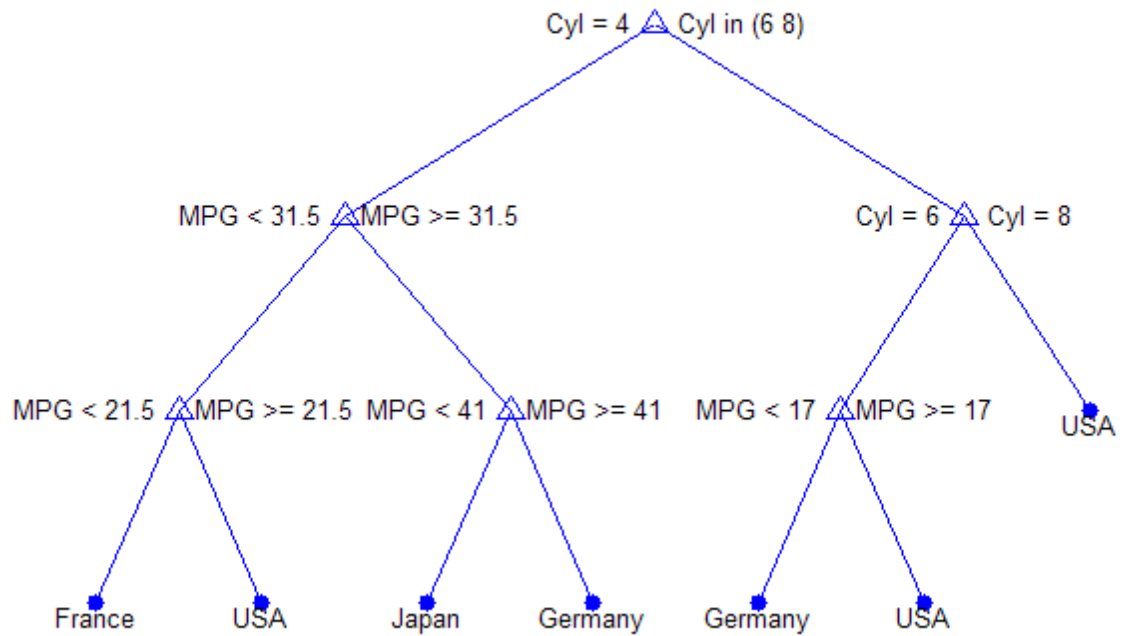 Cyl = 4 Cyl in (6 8)
MPG < 31.5 MPG >= 31.5 Cyl = 6 Cyl = 8
MPG < 21.5 MPG >= 21.5 MPG < 41 MPG >= 41 MPG < 17 MPG >= 17
USA
France USA Japan Germany Germany USA